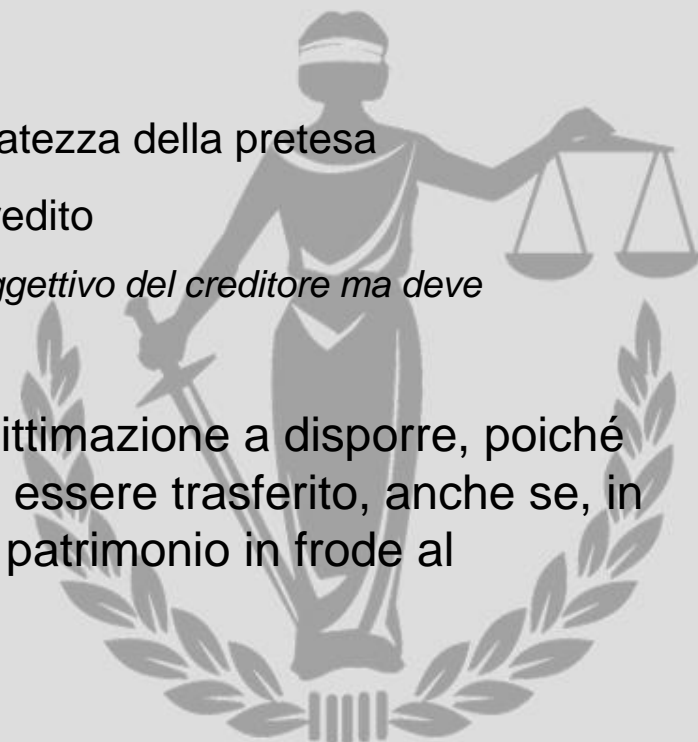 atezza della pretesa
redito
ggettivo del creditore ma deve
ittimazione a disporre, poiché
essere trasferito, anche se, in
patrimonio in frode al